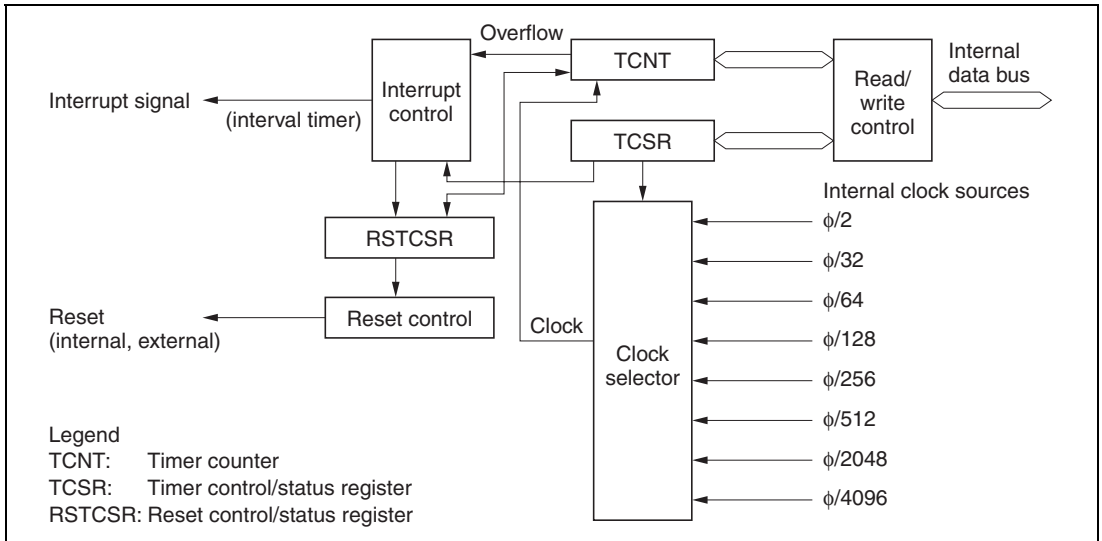 Overflow
TCNT
Internal
data bus
Interrupt
control
Read/
write
control
Interrupt signal
(interval timer)
TCSR
Internal clock sources
ϕ/2
RSTCSR
ϕ/32
ϕ/64
Reset
(internal, external)
Reset control
Clock
ϕ/128
Clock
selector
ϕ/256
ϕ/512
ϕ/2048
ϕ/4096
Legend
TCNT: Timer counter
TCSR: Timer control/status register
RSTCSR: Reset control/status register